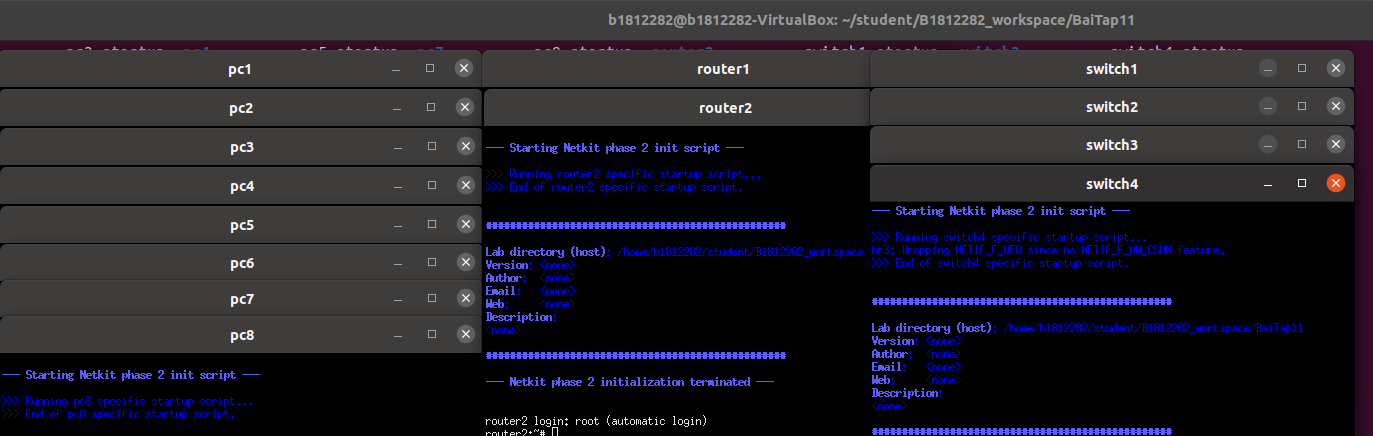 b1812282@b1812282-VirtualBox: ~/student/B1812282_workspace/BaiTap11
pc1
pc2
pc3
pc4
pc5
pc6
pc7
pc8
--- Starting Netkit phase 2 init script ---
>>> Running pc8 specific startup script...
>>> End of pc8 specific startup script.
router1
router2
--- Starting Netkit phase 2 init script ---
>>> Running router2 specific startup script...
>>> End of router2 specific startup script.
##################################################
Lab directory (host): /home/b1812282/student/B1812282_workspace/
Version: <none>
Author: <none>
Email: <none>
Web: <none>
Description:
<none>
##################################################
--- Netkit phase 2 initialization terminated ---
router2 login: root (automatic login)
router2:~#
switch1
switch2
switch3
switch4
--- Starting Netkit phase 2 init script ---
>>> Running switch4 specific startup script...
br3: Dropping NETIF_F_UFO since no NETIF_F_HW_CSUM feature.
>>> End of switch4 specific startup script.
##################################################
Lab directory (host): /home/b1812282/student/B1812282_workspace/BaiTap11
Version: <none>
Author: <none>
Email: <none>
Web: <none>
Description:
<none>
##################################################